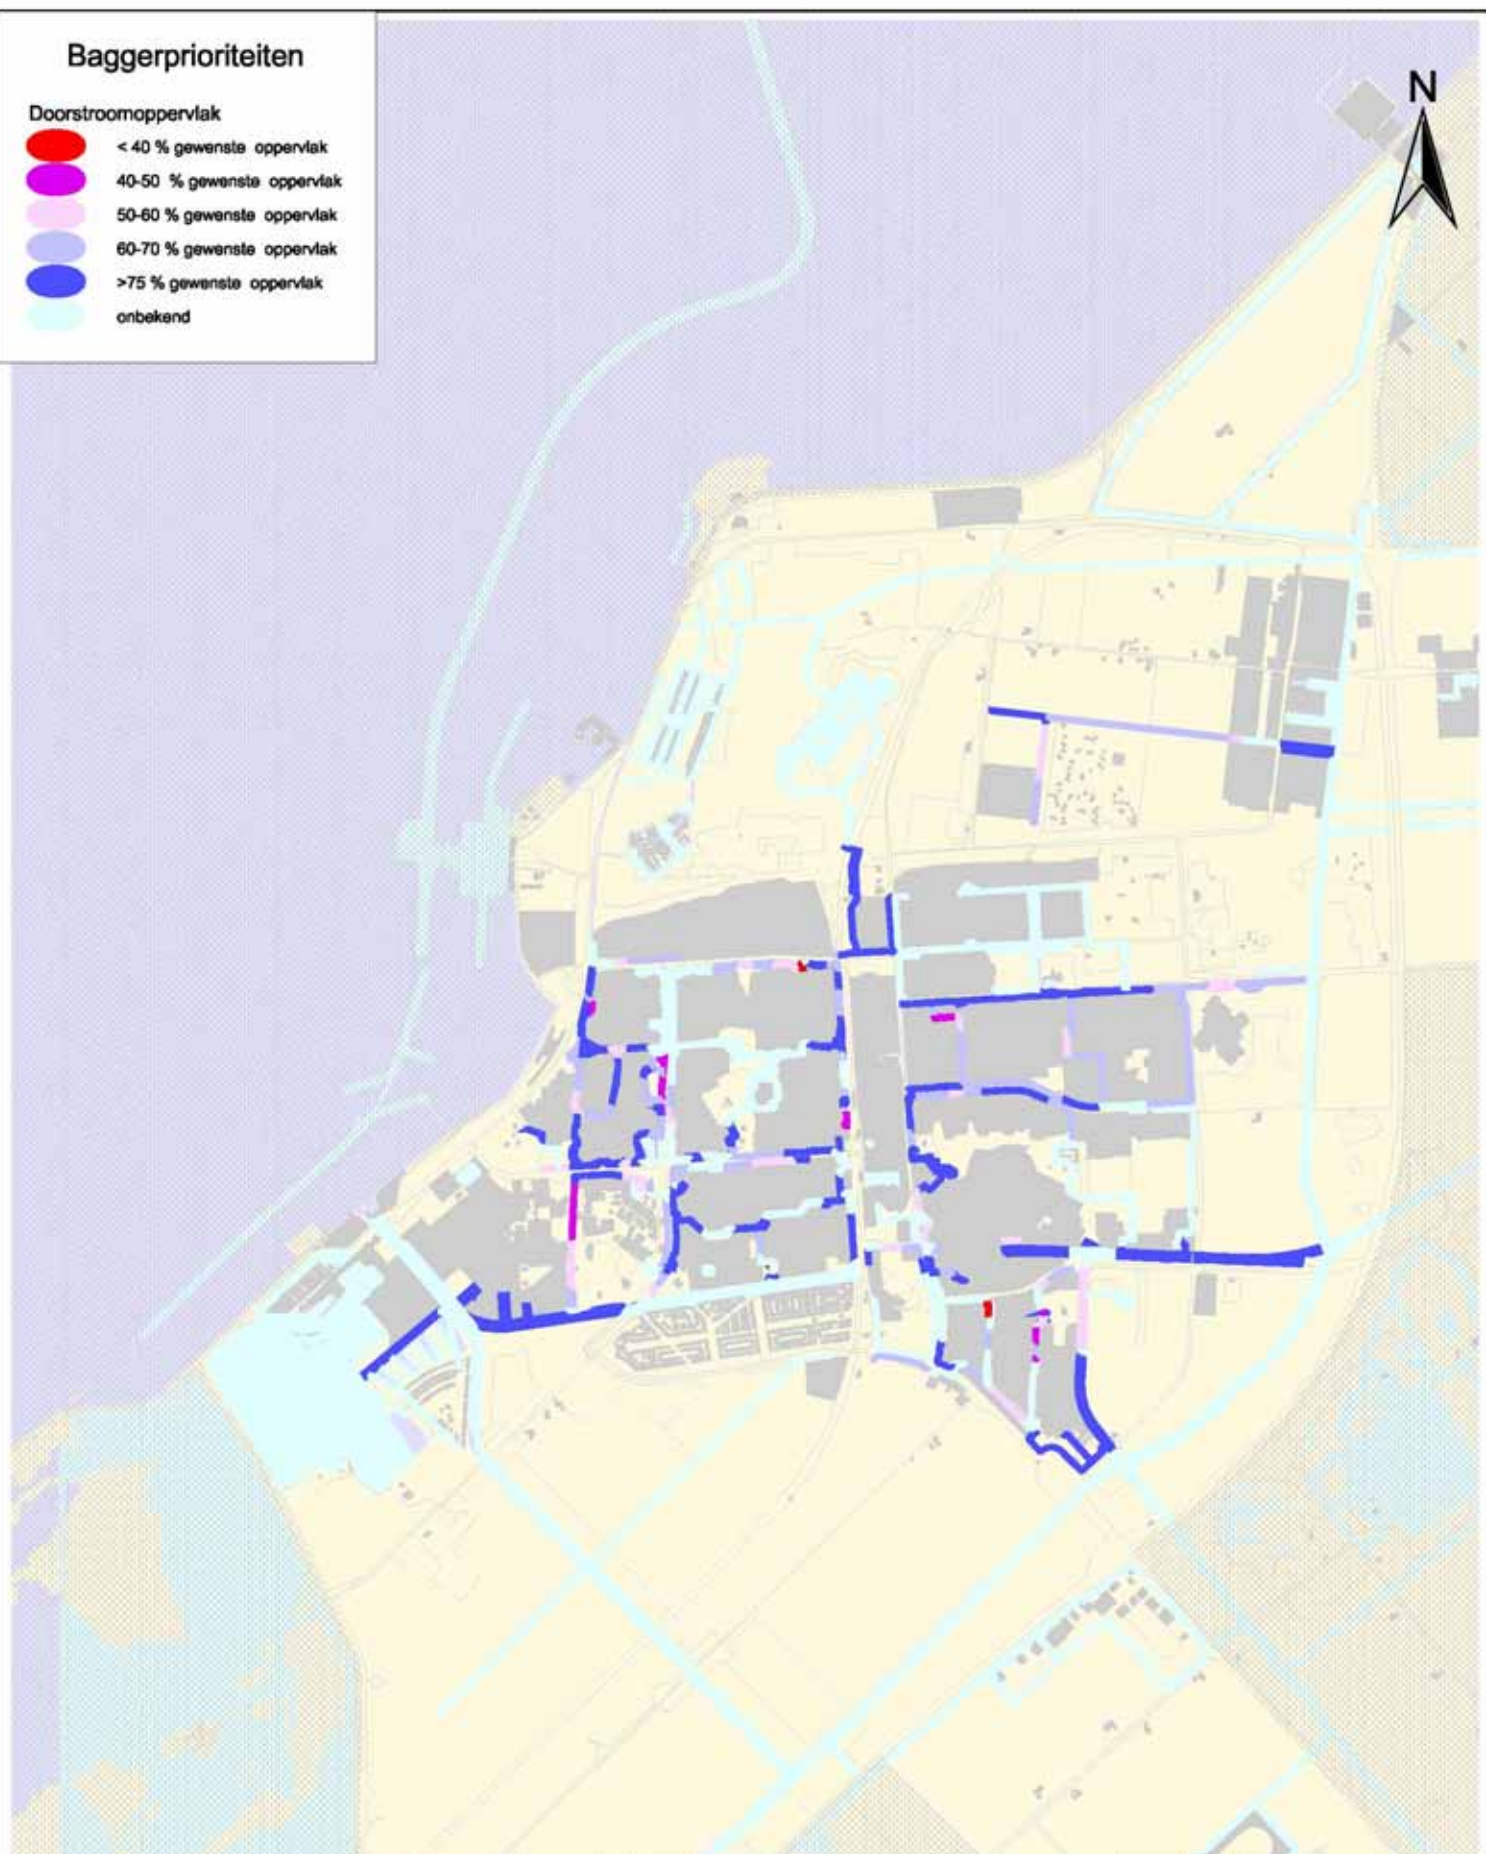 Baggerprioriteiten
Doorstroomoppervlak
< 40 % gewenste oppervlak
40-50 % gewenste oppervlak
50-60 % gewenste oppervlak
60-70 % gewenste oppervlak
>75 % gewenste oppervlak
onbekend
N